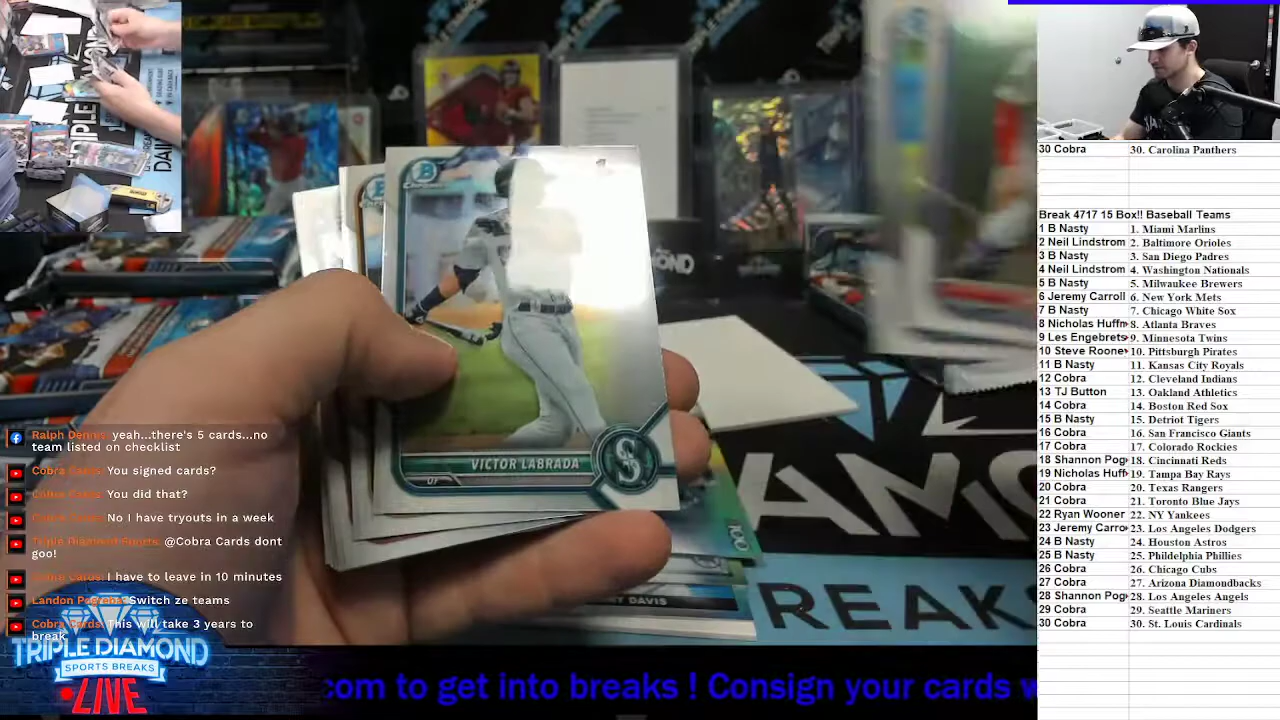 30 Cobra 30. Carolina Panthers
Break 4717 15 Box!! Baseball Teams
1 B Nasty 1. Miami Marlins
2 Neil Lindstrom 2. Baltimore Orioles
3 B Nasty 3. San Diego Padres
4 Neil Lindstrom 4. Washington Nationals
5 B Nasty 5. Milwaukee Brewers
6 Jeremy Carroll 6. New York Mets
7 B Nasty 7. Chicago White Sox
8 Nicholas Huffm 8. Atlanta Braves
9 Les Engebrets 9. Minnesota Twins
10 Steve Roone 10. Pittsburgh Pirates
11 B Nasty 11. Kansas City Royals
12 Cobra 12. Cleveland Indians
13 TJ Button 13. Oakland Athletics
14 Cobra 14. Boston Red Sox
15 B Nasty 15. Detriot Tigers
16 Cobra 16. San Francisco Giants
17 Cobra 17. Colorado Rockies
18 Shannon Pog 18. Cincinnati Reds
19 Nicholas Huff 19. Tampa Bay Rays
20 Cobra 20. Texas Rangers
21 Cobra 21. Toronto Blue Jays
22 Ryan Wooner 22. NY Yankees
23 Jeremy Carro 23. Los Angeles Dodgers
24 B Nasty 24. Houston Astros
25 B Nasty 25. Phildelphia Phillies
26 Cobra 26. Chicago Cubs
27 Cobra 27. Arizona Diamondbacks
28 Shannon Pog 28. Los Angeles Angels
29 Cobra 29. Seattle Mariners
30 Cobra 30. St. Louis Cardinals
Chrome
VICTOR LABRADA
OF
S
DAVIS
REAK
Ralph Dennis: yeah...there's 5 cards...no
team listed on checklist
Cobra Cards: You signed cards?
Cobra Cards: You did that?
Cobra Cards: No I have tryouts in a week
Triple Diamond Sports: @Cobra Cards dont
goo!
Cobra Cards: I have to leave in 10 minutes
Landon Switch ze teams
Cobra Cards: This will take 3 years to
break
TRIPLE DIAMOND
SPORTS BREAKS
LIVE
com to get into breaks ! Consign your cards w